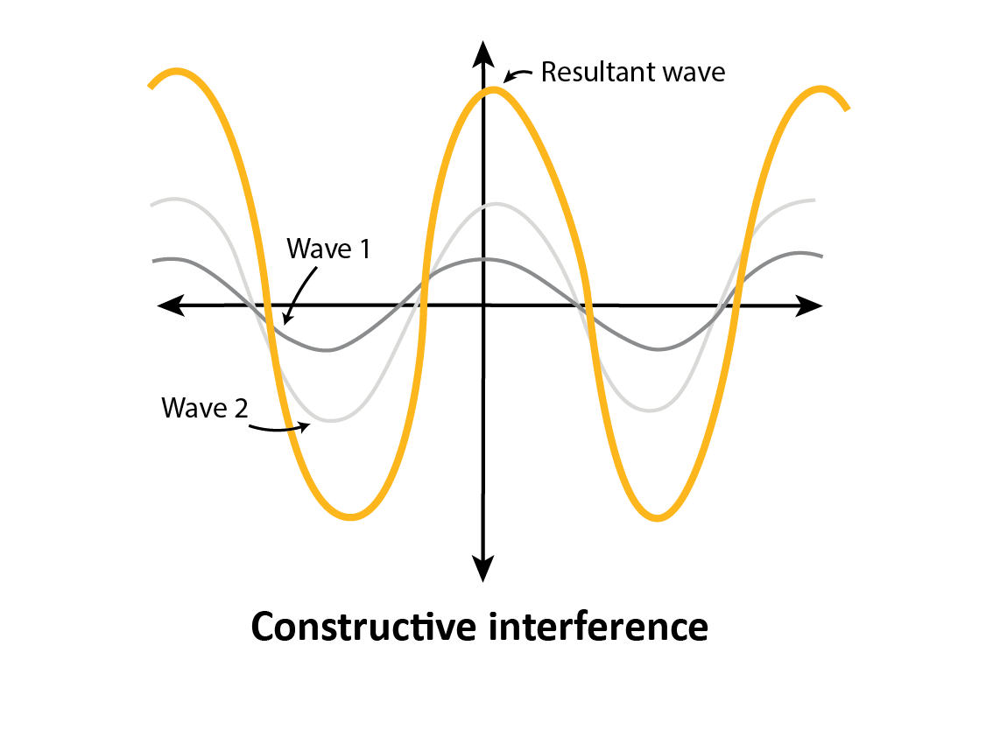 Resultant wave
Wave 1
Wave 2
Constructive interference